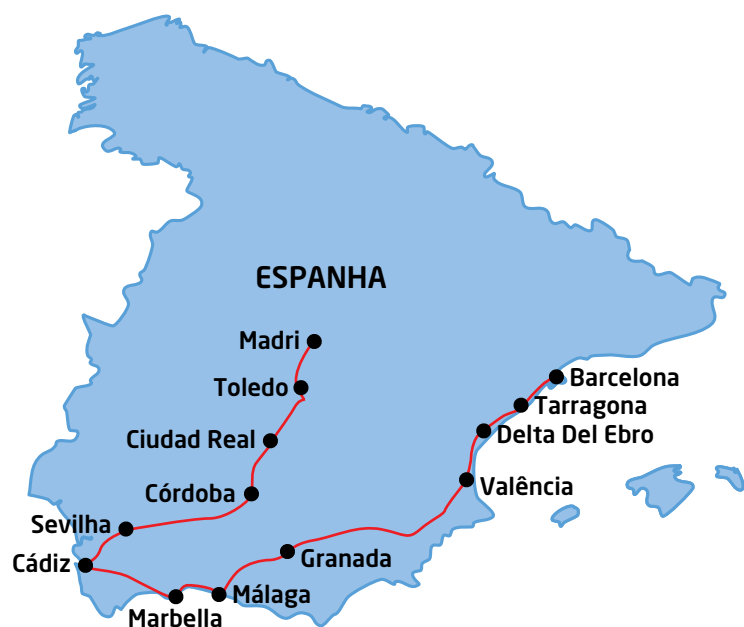 ESPANHA
Madri
Toledo
Barcelona
Tarragona
Ciudad Real
Delta Del Ebro
Córdoba
Valência
Sevilha
Cádiz
Granada
Málaga
Marbella